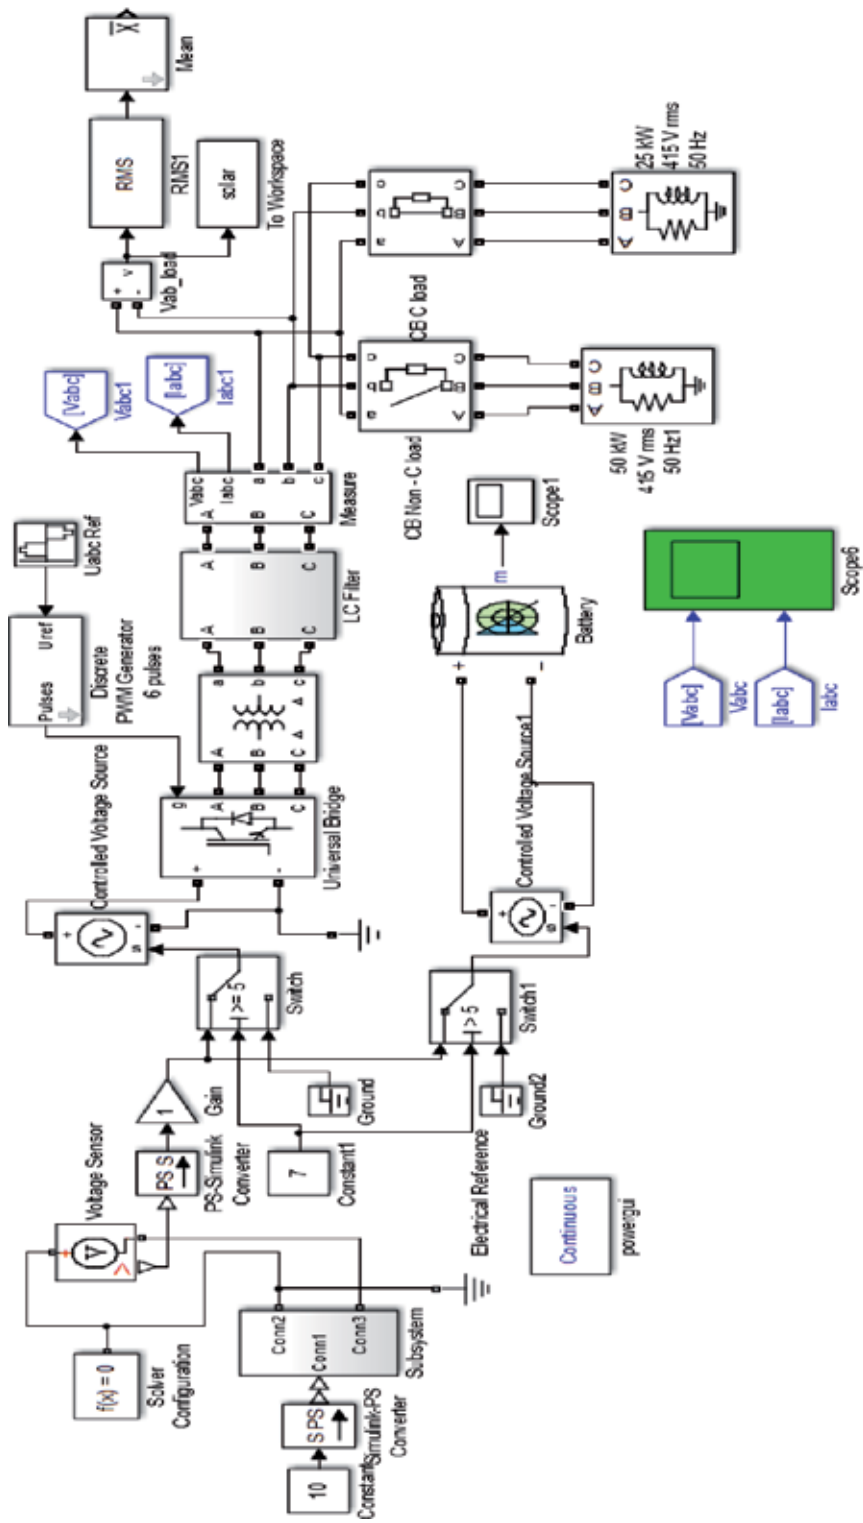 f(x) = 0
Solver
Configuration
Voltage Sensor
V
PS S
PS-Simulink
Converter
1
Gain
10
Constant
S PS
Simulink-PS
Converter
Conn1
Conn2
Conn3
Subsystem
7
Constant1
Ground
Electrical Reference
Ground2
>= 5
Switch
> 5
Switch1
Continuous
powergui
Controlled Voltage Source
+
-
s
Controlled Voltage Source1
+
-
s
Pulses
Uref
Discrete
PWM Generator
6 pulses
Uabc Ref
g
+
-
A
B
C
Universal Bridge
A
B
C
a
b
c
Δ
Δ
A
B
C
A
B
C
LC Filter
A
B
C
Vabc
Iabc
a
b
c
Measure
[Vabc]
Vabc1
[Iabc]
Iabc1
+
-
v
Vab_load
RMS
RMS1
X
Mean
solar
To Workspace
CB Non - C load
A
B
C
CB C load
A
B
C
50 kW
415 V rms
50 Hz1
A
B
C
25 kW
415 V rms
50 Hz
+
-
m
Battery
Scope1
[Vabc]
Vabc
[Iabc]
Iabc
Scope6